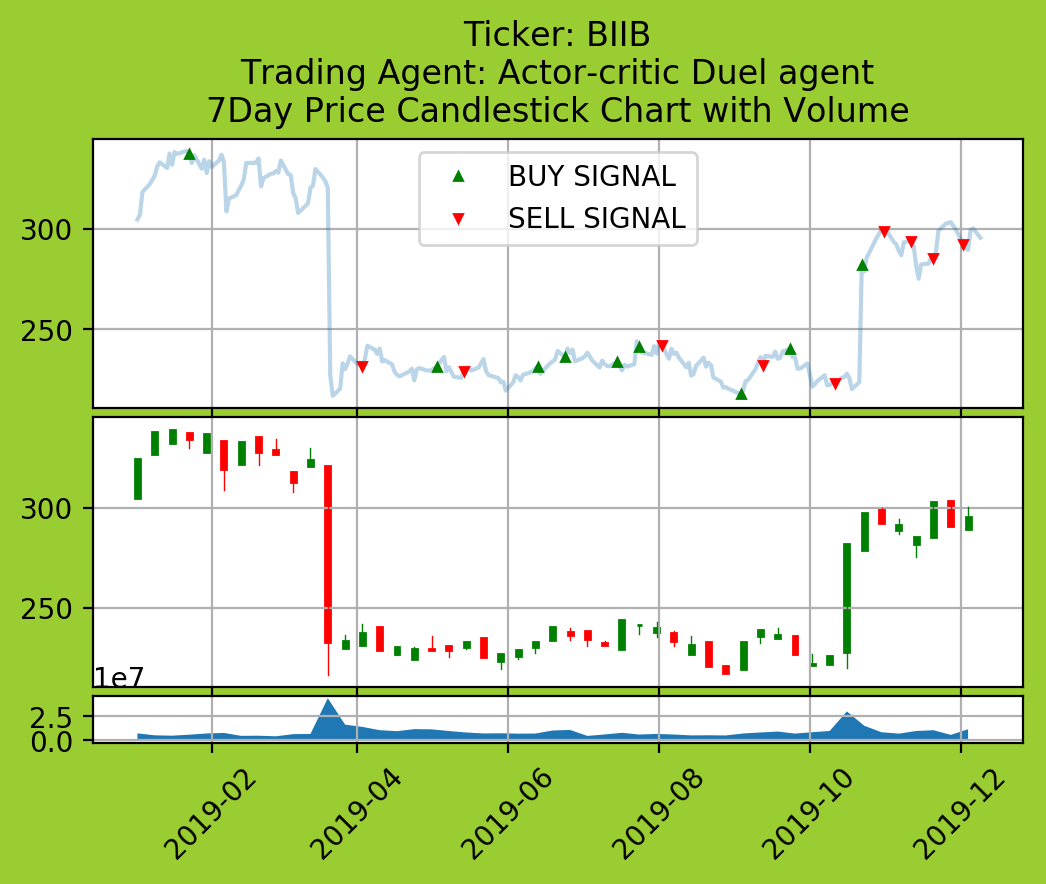 Ticker: BIIB
Trading Agent: Actor-critic Duel agent
7Day Price Candlestick Chart with Volume
BUY SIGNAL
SELL SIGNAL
300
250
300
250
1e7
2.5
0.0
2019-02
2019-04
2019-06
2019-08
2019-10
2019-12